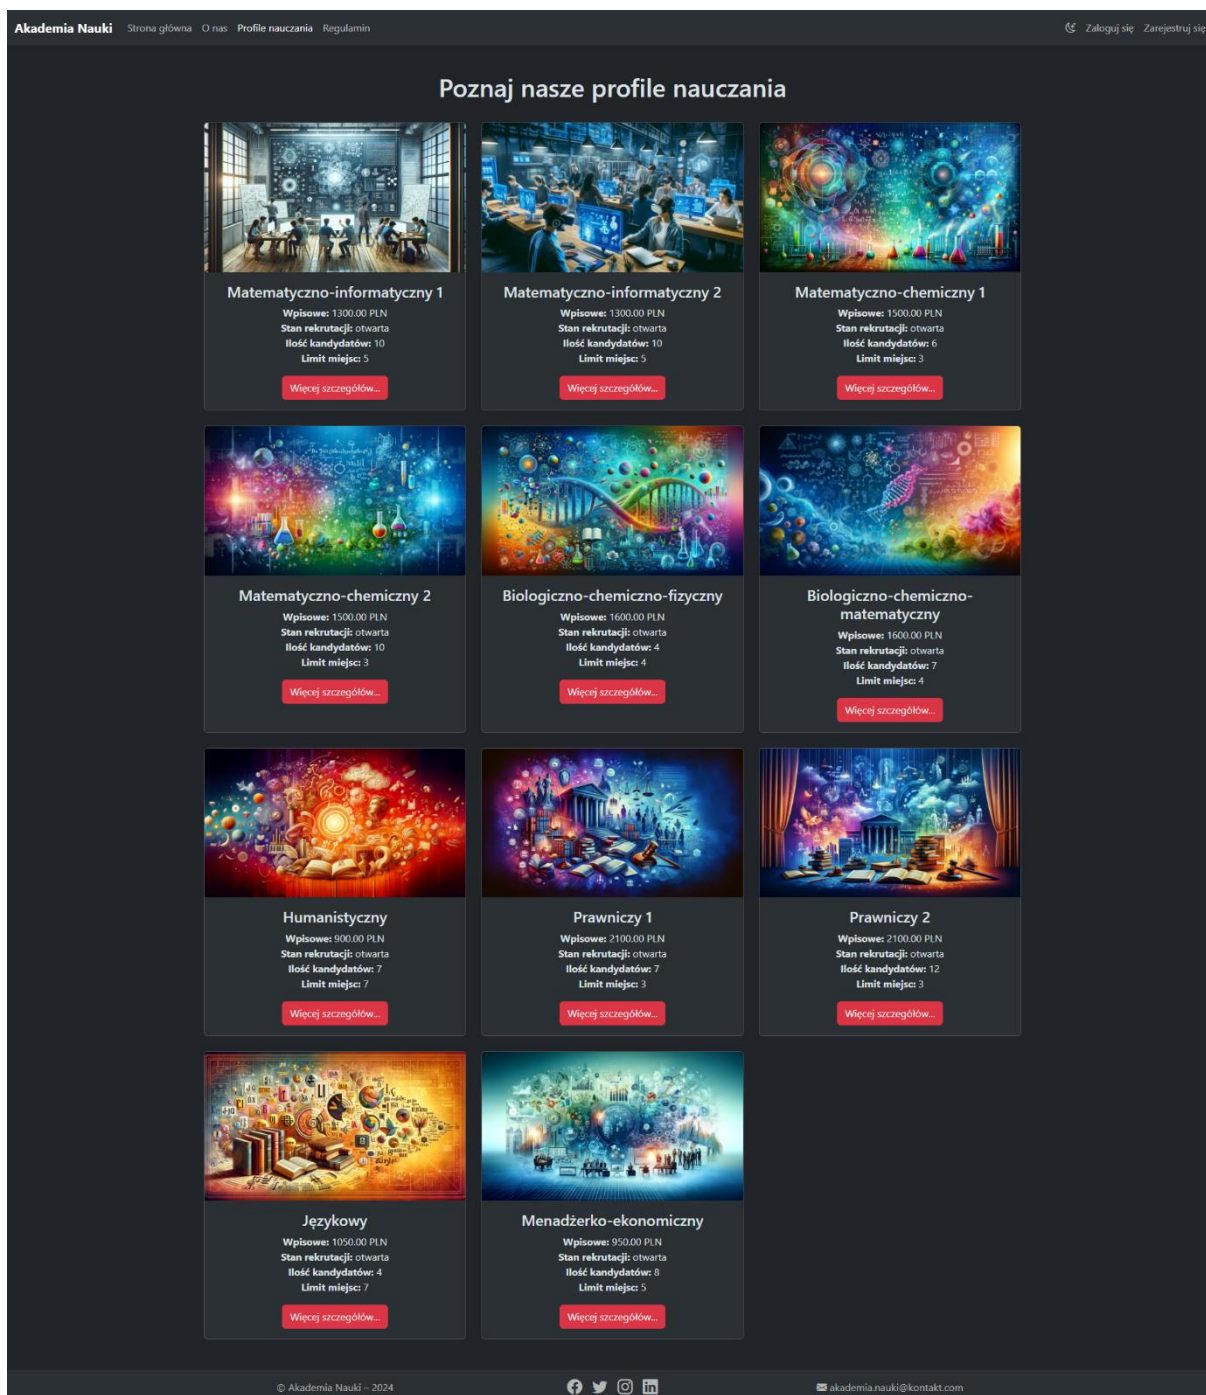 Akademia Nauki Strona główna O nas Profile nauczania Regulamin Zaloguj się Zarejestruj się
Poznaj nasze profile nauczania
Matematyczno-informatyczny 1
Wpisowe: 1300.00 PLN
Stan rekrutacji: otwarta
Ilość kandydatów: 10
Limit miejsc: 5
Więcej szczegółów...
Matematyczno-informatyczny 2
Wpisowe: 1300.00 PLN
Stan rekrutacji: otwarta
Ilość kandydatów: 10
Limit miejsc: 5
Więcej szczegółów...
Matematyczno-chemiczny 1
Wpisowe: 1500.00 PLN
Stan rekrutacji: otwarta
Ilość kandydatów: 6
Limit miejsc: 3
Więcej szczegółów...
Matematyczno-chemiczny 2
Wpisowe: 1500.00 PLN
Stan rekrutacji: otwarta
Ilość kandydatów: 10
Limit miejsc: 3
Więcej szczegółów...
Biologiczno-chemiczno-fizyczny
Wpisowe: 1600.00 PLN
Stan rekrutacji: otwarta
Ilość kandydatów: 4
Limit miejsc: 4
Więcej szczegółów...
Biologiczno-chemiczno-
matematyczny
Wpisowe: 1600.00 PLN
Stan rekrutacji: otwarta
Ilość kandydatów: 7
Limit miejsc: 4
Więcej szczegółów...
Humanistyczny
Wpisowe: 900.00 PLN
Stan rekrutacji: otwarta
Ilość kandydatów: 7
Limit miejsc: 7
Więcej szczegółów...
Prawniczy 1
Wpisowe: 2100.00 PLN
Stan rekrutacji: otwarta
Ilość kandydatów: 7
Limit miejsc: 3
Więcej szczegółów...
Prawniczy 2
Wpisowe: 2100.00 PLN
Stan rekrutacji: otwarta
Ilość kandydatów: 12
Limit miejsc: 3
Więcej szczegółów...
Językowy
Wpisowe: 1050.00 PLN
Stan rekrutacji: otwarta
Ilość kandydatów: 4
Limit miejsc: 7
Więcej szczegółów...
Menadżerko-ekonomiczny
Wpisowe: 950.00 PLN
Stan rekrutacji: otwarta
Ilość kandydatów: 8
Limit miejsc: 5
Więcej szczegółów...
© Akademia Nauki – 2024 akademia.nauki@kontakt.com